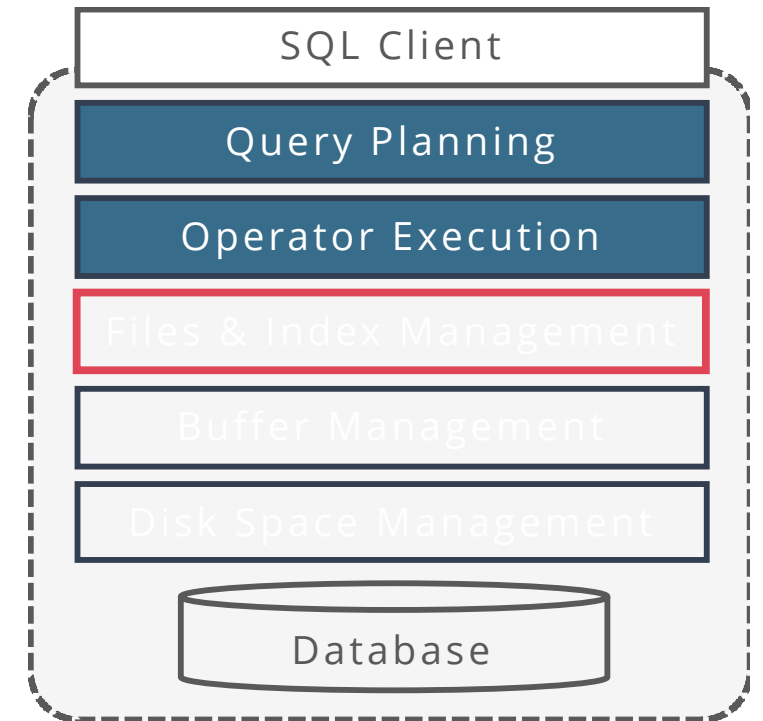 SQL Client
Query Planning
Operator Execution
Files & Index Management
Buffer Management
Disk Space Management
Database